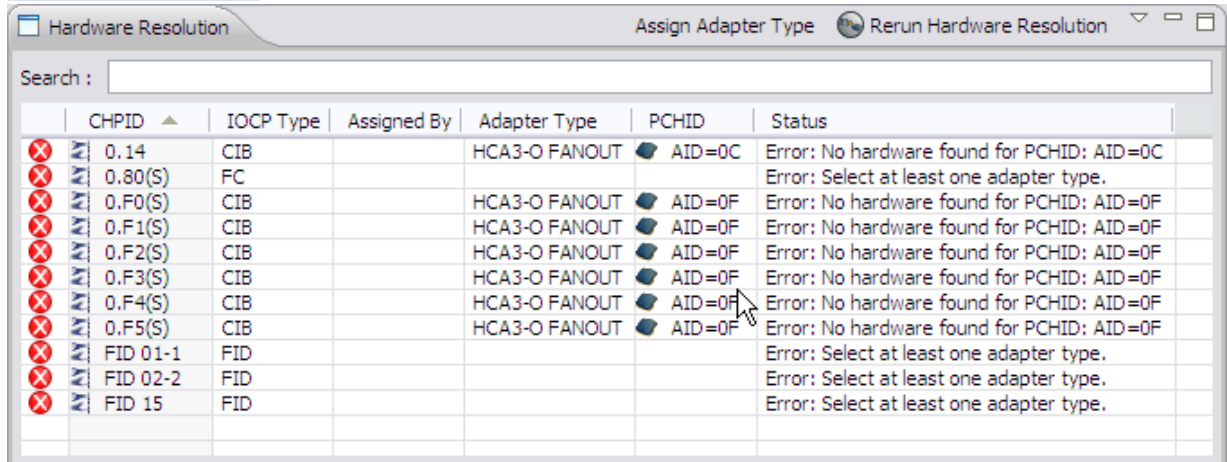 Hardware Resolution Assign Adapter Type Rerun Hardware Resolution
Search :
CHPID IOCP Type Assigned By Adapter Type PCHID Status
0.14 CIB HCA3-O FANOUT AID=0C Error: No hardware found for PCHID: AID=0C
0.80(S) FC Error: Select at least one adapter type.
0.F0(S) CIB HCA3-O FANOUT AID=0F Error: No hardware found for PCHID: AID=0F
0.F1(S) CIB HCA3-O FANOUT AID=0F Error: No hardware found for PCHID: AID=0F
0.F2(S) CIB HCA3-O FANOUT AID=0F Error: No hardware found for PCHID: AID=0F
0.F3(S) CIB HCA3-O FANOUT AID=0F Error: No hardware found for PCHID: AID=0F
0.F4(S) CIB HCA3-O FANOUT AID=0F Error: No hardware found for PCHID: AID=0F
0.F5(S) CIB HCA3-O FANOUT AID=0F Error: No hardware found for PCHID: AID=0F
FID 01-1 FID Error: Select at least one adapter type.
FID 02-2 FID Error: Select at least one adapter type.
FID 15 FID Error: Select at least one adapter type.